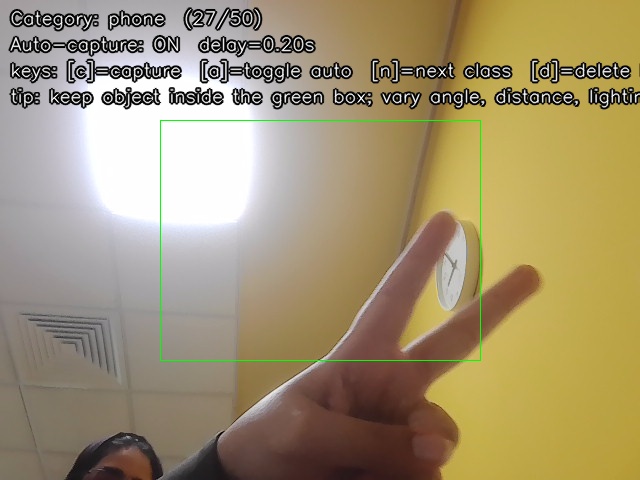 Category: phone (27/50)
Auto-capture: ON delay=0.20s
keys: [c]=capture [a]=toggle auto [n]=next class [d]=delete
tip: keep object inside the green box; vary angle, distance,